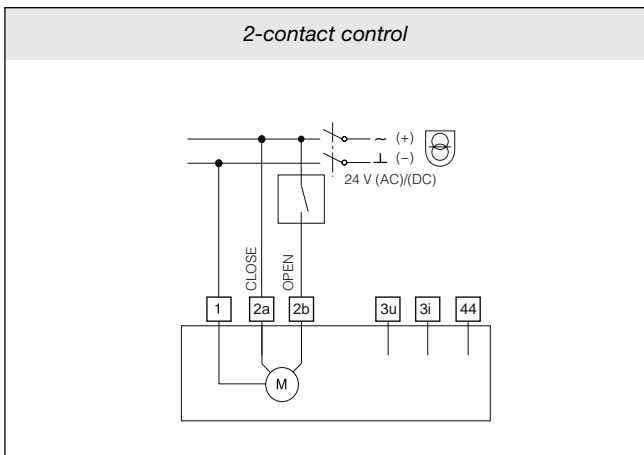 2-contact control
~ (+)
⊥ (−)
24 V (AC)/(DC)
CLOSE
OPEN
1 2a 2b 3u 3i 44
M